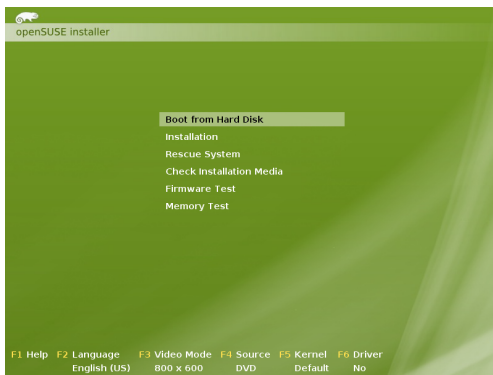 openSUSE installer
Boot from Hard Disk
Installation
Rescue System
Check Installation Media
Firmware Test
Memory Test
F1 Help F2 Language F3 Video Mode F4 Source F5 Kernel F6 Driver
English (US) 800 x 600 DVD Default No